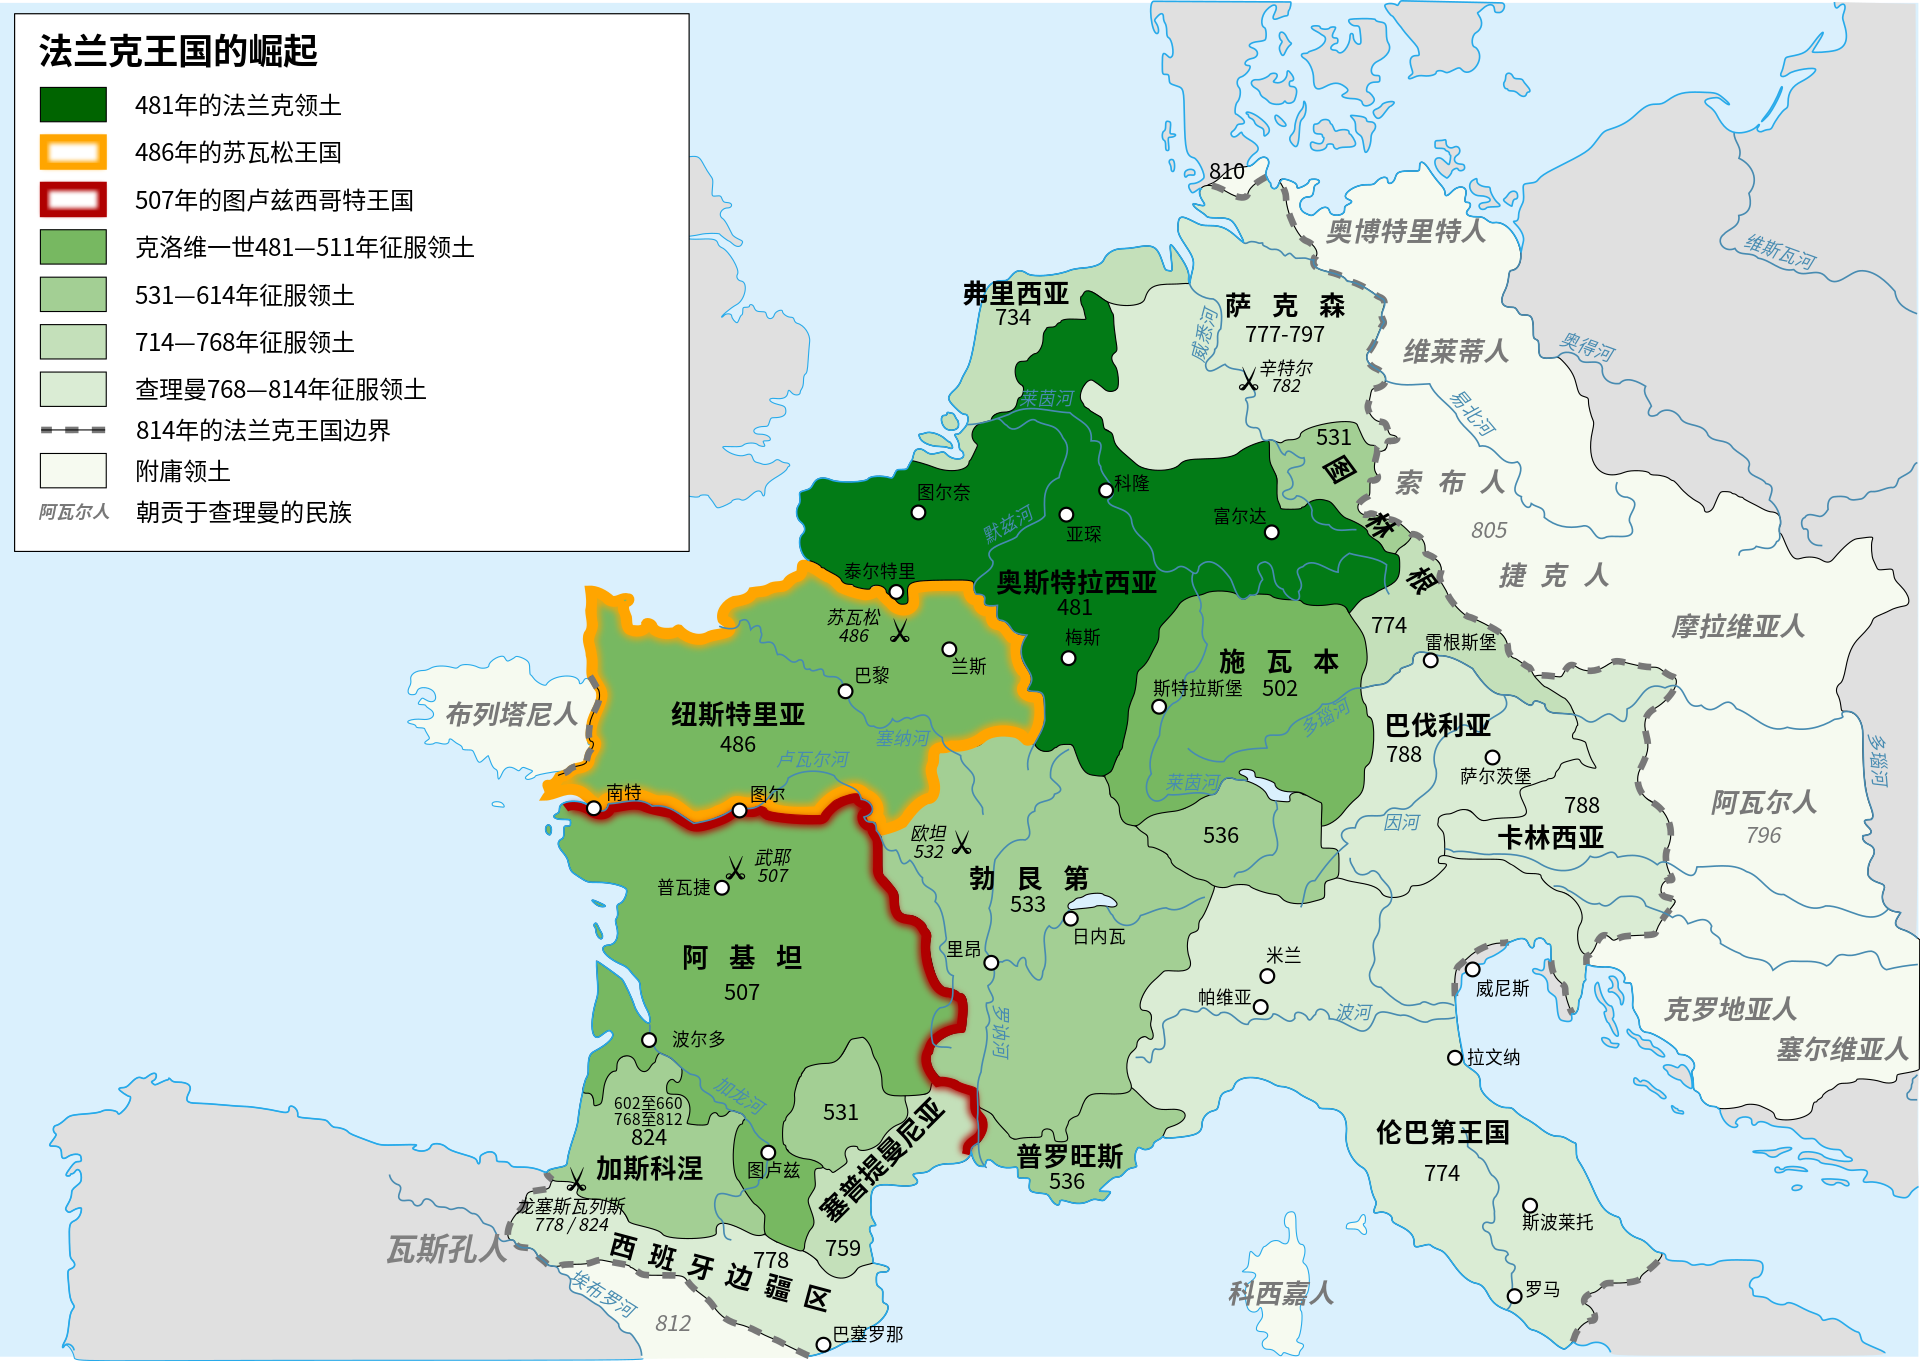 法兰克王国的崛起
481年的法兰克领土
486年的苏瓦松王国
507年的图卢兹西哥特王国
克洛维一世481—511年征服领土
531—614年征服领土
714—768年征服领土
查理曼768—814年征服领土
814年的法兰克王国边界
附庸领土
阿瓦尔人 朝贡于查理曼的民族
810
奥博特里特人
维斯瓦河
弗里西亚
734
萨克森
777-797
威悉河
辛特尔
782
维莱蒂人
奥得河
易北河
莱茵河
531
图林根
索布人
805
捷克人
图尔奈
科隆
默兹河
亚琛
富尔达
泰尔特里
奥斯特拉西亚
481
苏瓦松
486
兰斯
梅斯
774
雷根斯堡
摩拉维亚人
巴黎
施瓦本
502
斯特拉斯堡
布列塔尼人
纽斯特里亚
486
塞纳河
卢瓦尔河
多瑙河
巴伐利亚
788
萨尔茨堡
多瑙河
莱茵河
南特
图尔
788
阿瓦尔人
796
因河
卡林西亚
欧坦
532
536
武耶
507
普瓦捷
勃艮第
533
日内瓦
里昂
阿基坦
507
米兰
帕维亚
威尼斯
波河
克罗地亚人
塞尔维亚人
罗讷河
波尔多
拉文纳
加龙河
602至660
768至812
824
加斯科涅
531
塞普提曼尼亚
图卢兹
普罗旺斯
536
伦巴第王国
774
龙塞斯瓦列斯
778 / 824
斯波莱托
瓦斯孔人
西班牙边疆区
778
759
埃布罗河
812
科西嘉人
罗马
巴塞罗那